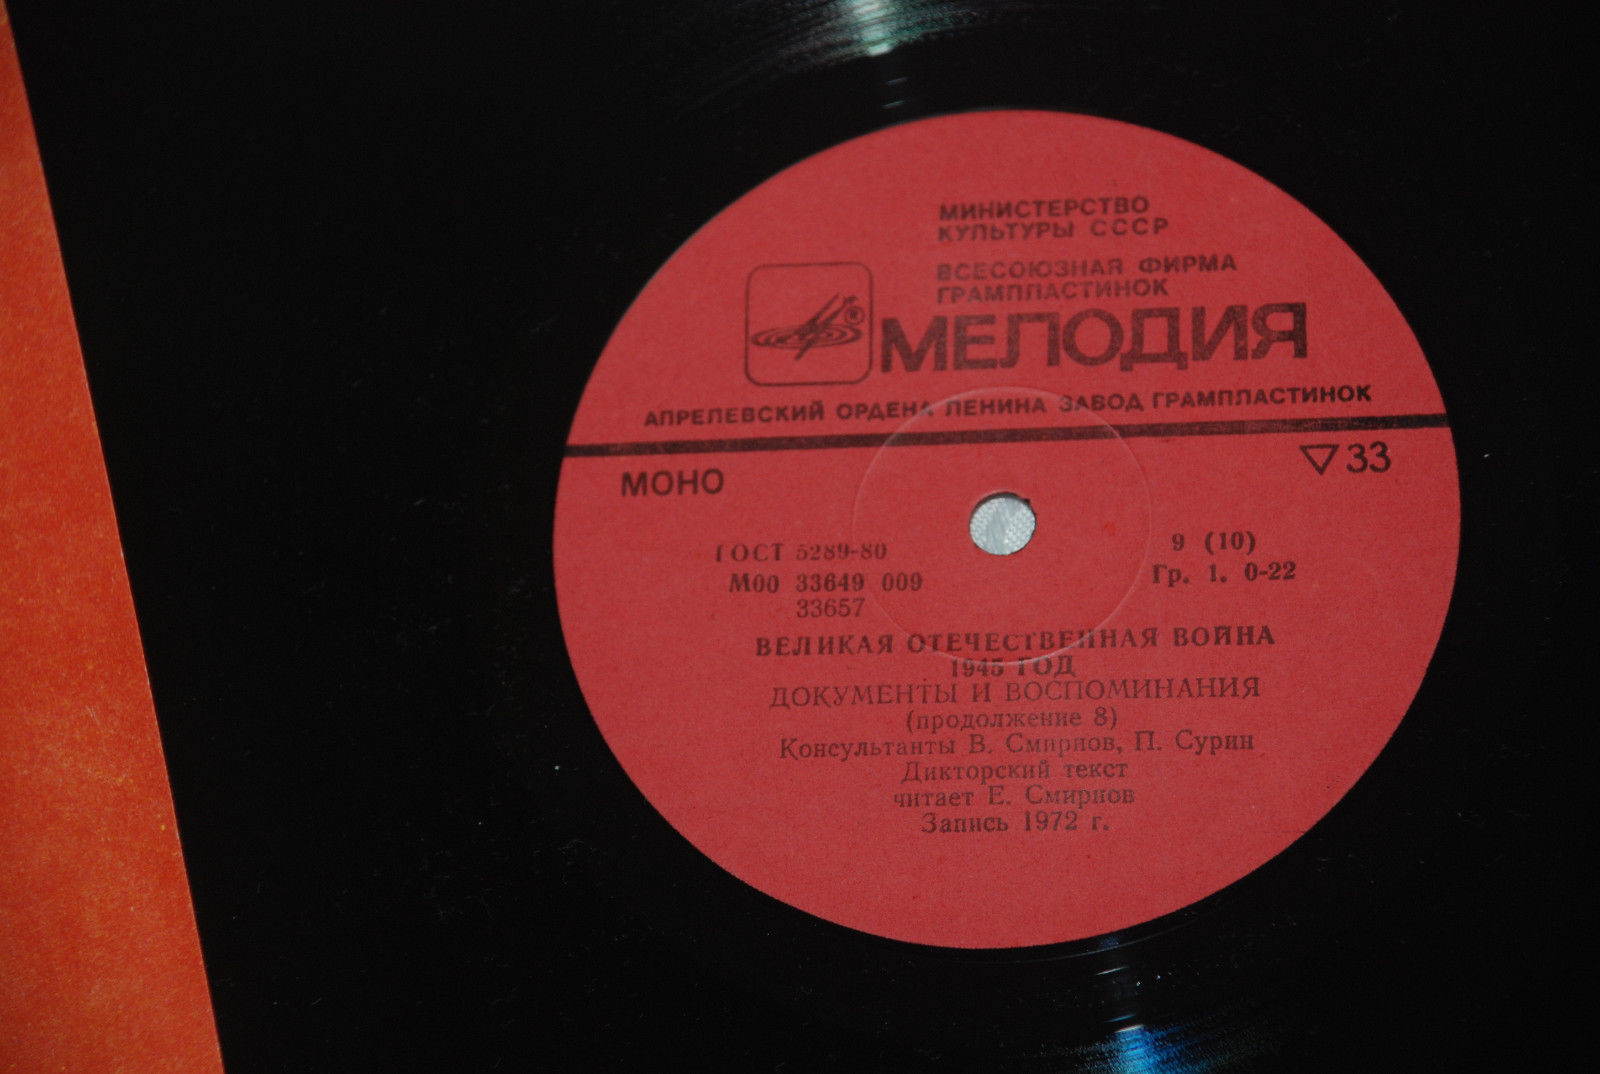 МИНИСТЕРСТВО
КУЛЬТУРЫ СССР
ВСЕСОЮЗНАЯ ФИРМА
ГРАМПЛАСТИНОК
®
МЕЛОДИЯ
АПРЕЛЕВСКИЙ ОРДЕНА ЛЕНИНА ЗАВОД ГРАМПЛАСТИНОК
МОНО
▽33
ГОСТ 5289-80
9 (10)
М00 33649 009
Гр. 1. 0-22
33657
ВЕЛИКАЯ ОТЕЧЕСТВЕННАЯ ВОЙНА
1945 ГОД
ДОКУМЕНТЫ И ВОСПОМИНАНИЯ
(продолжение 8)
Консультанты В. Смирнов, П. Сурин
Дикторский текст
читает Е. Смирнов
Запись 1972 г.